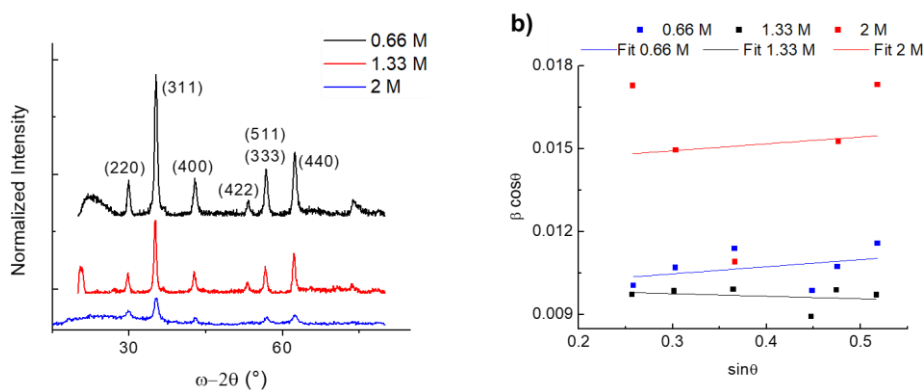 0.66 M
1.33 M
2 M
(311)
(511)
(333)
(220)
(400)
(422)
(440)
Normalized Intensity
30
60
ω−2θ (°)
b)
0.66 M 1.33 M 2 M
Fit 0.66 M Fit 1.33 M Fit 2 M
0.018
0.015
0.012
0.009
β cosθ
0.2 0.3 0.4 0.5
sinθ